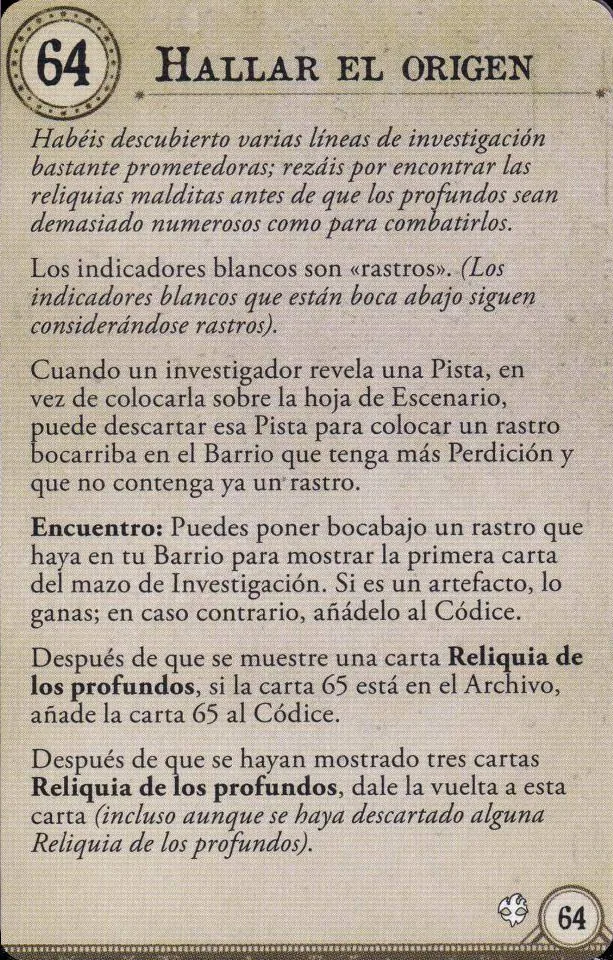 64
Hallar el origen
Habéis descubierto varias líneas de investigación
bastante prometedoras; rezáis por encontrar las
reliquias malditas antes de que los profundos sean
demasiado numerosos como para combatirlos.
Los indicadores blancos son «rastros». (Los
indicadores blancos que están boca abajo siguen
considerándose rastros).
Cuando un investigador revela una Pista, en
vez de colocarla sobre la hoja de Escenario,
puede descartar esa Pista para colocar un rastro
bocarriba en el Barrio que tenga más Perdición y
que no contenga ya un rastro.
Encuentro: Puedes poner bocabajo un rastro que
haya en tu Barrio para mostrar la primera carta
del mazo de Investigación. Si es un artefacto, lo
ganas; en caso contrario, añádelo al Códice.
Después de que se muestre una carta Reliquia de
los profundos, si la carta 65 está en el Archivo,
añade la carta 65 al Códice.
Después de que se hayan mostrado tres cartas
Reliquia de los profundos, dale la vuelta a esta
carta (incluso aunque se haya descartado alguna
Reliquia de los profundos).
64